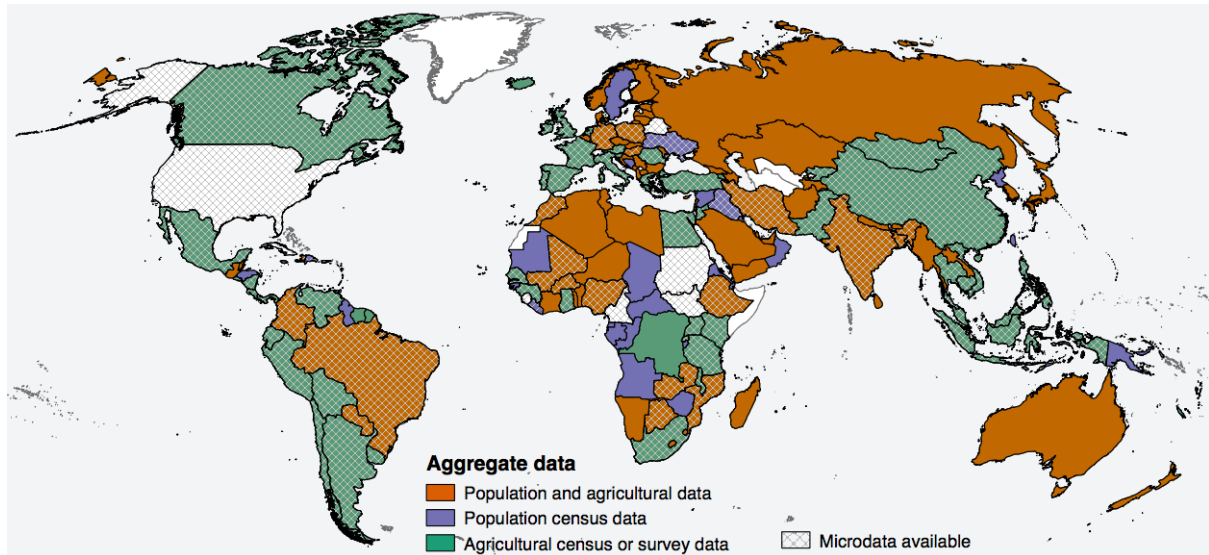 Aggregate data
Population and agricultural data
Population census data
Agricultural census or survey data
Microdata available